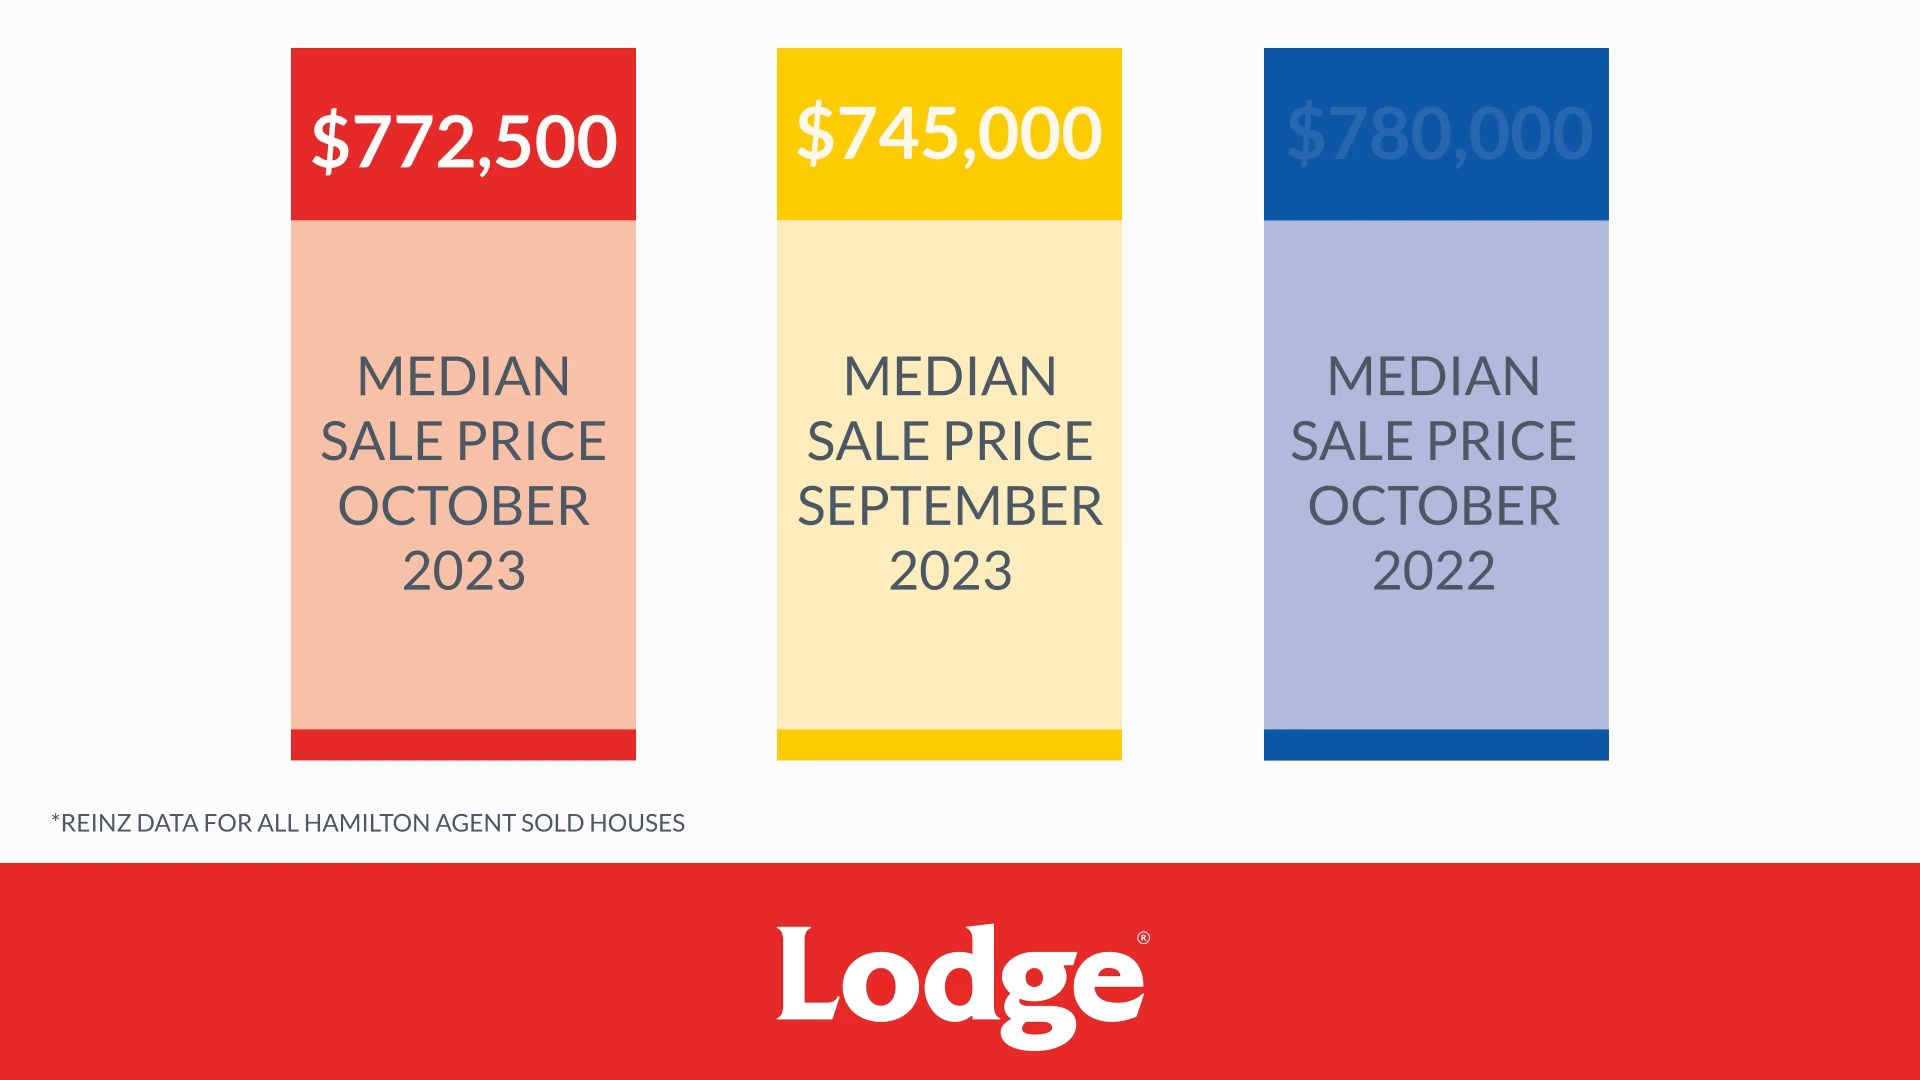 $772,500
MEDIAN
SALE PRICE
OCTOBER
2023
$745,000
MEDIAN
SALE PRICE
SEPTEMBER
2023
$780,000
MEDIAN
SALE PRICE
OCTOBER
2022
*REINZ DATA FOR ALL HAMILTON AGENT SOLD HOUSES
Lodge®